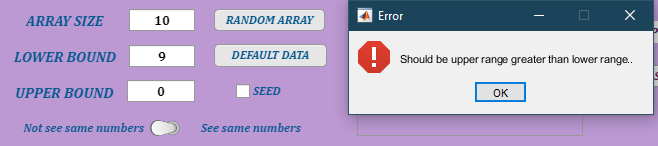 ARRAY SIZE 10 RANDOM ARRAY
LOWER BOUND 9 DEFAULT DATA
UPPER BOUND 0 SEED
Not see same numbers See same numbers
Error
Should be upper range greater than lower range..
OK